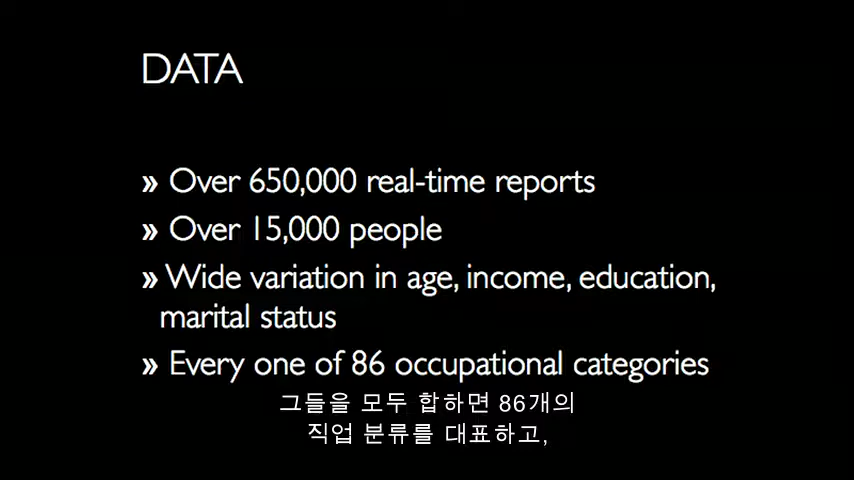 DATA
» Over 650,000 real-time reports
» Over 15,000 people
» Wide variation in age, income, education,
marital status
» Every one of 86 occupational categories
그들을 모두 합하면 86개의
직업 분류를 대표하고,